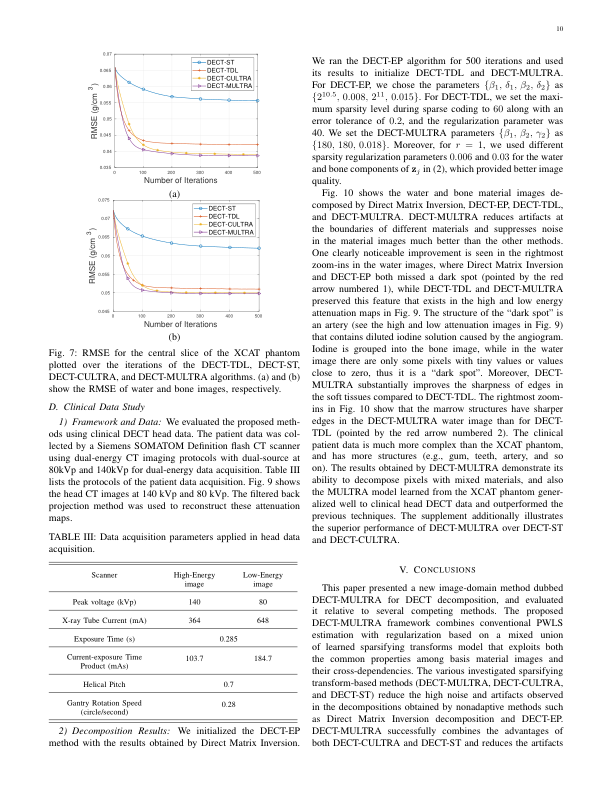 10
0.07
0.065
0.06
0.055
0.05
0.045
0.04
0.035
RMSE (g/cm 3)
0 100 200 300 400 500
Number of Iterations
DECT-ST
DECT-TDL
DECT-CULTRA
DECT-MULTRA
(a)
0.075
0.07
0.065
0.06
0.055
0.05
0.045
RMSE (g/cm 3)
0 100 200 300 400 500
Number of Iterations
DECT-ST
DECT-TDL
DECT-CULTRA
DECT-MULTRA
(b)
Fig. 7: RMSE for the central slice of the XCAT phantom
plotted over the iterations of the DECT-TDL, DECT-ST,
DECT-CULTRA, and DECT-MULTRA algorithms. (a) and (b)
show the RMSE of water and bone images, respectively.
D. Clinical Data Study
1) Framework and Data: We evaluated the proposed meth-
ods using clinical DECT head data. The patient data was col-
lected by a Siemens SOMATOM Definition flash CT scanner
using dual-energy CT imaging protocols with dual-source at
80kVp and 140kVp for dual-energy data acquisition. Table III
lists the protocols of the patient data acquisition. Fig. 9 shows
the head CT images at 140 kVp and 80 kVp. The filtered back
projection method was used to reconstruct these attenuation
maps.
TABLE III: Data acquisition parameters applied in head data
acquisition.
Scanner High-Energy image Low-Energy image
Peak voltage (kVp) 140 80
X-ray Tube Current (mA) 364 648
Exposure Time (s) 0.285
Current-exposure Time Product (mAs) 103.7 184.7
Helical Pitch 0.7
Gantry Rotation Speed (circle/second) 0.28
2) Decomposition Results: We initialized the DECT-EP
method with the results obtained by Direct Matrix Inversion.
We ran the DECT-EP algorithm for 500 iterations and used
its results to initialize DECT-TDL and DECT-MULTRA.
For DECT-EP, we chose the parameters {β1, δ1, β2, δ2} as
{2^10.5, 0.008, 2^11, 0.015}. For DECT-TDL, we set the maxi-
mum sparsity level during sparse coding to 60 along with an
error tolerance of 0.2, and the regularization parameter was
40. We set the DECT-MULTRA parameters {β1, β2, γ2} as
{180, 180, 0.018}. Moreover, for r = 1, we used different
sparsity regularization parameters 0.006 and 0.03 for the water
and bone components of zj in (2), which provided better image
quality.
Fig. 10 shows the water and bone material images de-
composed by Direct Matrix Inversion, DECT-EP, DECT-TDL,
and DECT-MULTRA. DECT-MULTRA reduces artifacts at
the boundaries of different materials and suppresses noise
in the material images much better than the other methods.
One clearly noticeable improvement is seen in the rightmost
zoom-ins in the water images, where Direct Matrix Inversion
and DECT-EP both missed a dark spot (pointed by the red
arrow numbered 1), while DECT-TDL and DECT-MULTRA
preserved this feature that exists in the high and low energy
attenuation maps in Fig. 9. The structure of the “dark spot” is
an artery (see the high and low attenuation images in Fig. 9)
that contains diluted iodine solution caused by the angiogram.
Iodine is grouped into the bone image, while in the water
image there are only some pixels with tiny values or values
close to zero, thus it is a “dark spot”. Moreover, DECT-
MULTRA substantially improves the sharpness of edges in
the soft tissues compared to DECT-TDL. The rightmost zoom-
ins in Fig. 10 show that the marrow structures have sharper
edges in the DECT-MULTRA water image than for DECT-
TDL (pointed by the red arrow numbered 2). The clinical
patient data is much more complex than the XCAT phantom,
and has more structures (e.g., gum, teeth, artery, and so
on). The results obtained by DECT-MULTRA demonstrate its
ability to decompose pixels with mixed materials, and also
the MULTRA model learned from the XCAT phantom gener-
alized well to clinical head DECT data and outperformed the
previous techniques. The supplement additionally illustrates
the superior performance of DECT-MULTRA over DECT-ST
and DECT-CULTRA.
V. CONCLUSIONS
This paper presented a new image-domain method dubbed
DECT-MULTRA for DECT decomposition, and evaluated
it relative to several competing methods. The proposed
DECT-MULTRA framework combines conventional PWLS
estimation with regularization based on a mixed union
of learned sparsifying transforms model that exploits both
the common properties among basis material images and
their cross-dependencies. The various investigated sparsifying
transform-based methods (DECT-MULTRA, DECT-CULTRA,
and DECT-ST) reduce the high noise and artifacts observed
in the decompositions obtained by nonadaptive methods such
as Direct Matrix Inversion decomposition and DECT-EP.
DECT-MULTRA successfully combines the advantages of
both DECT-CULTRA and DECT-ST and reduces the artifacts